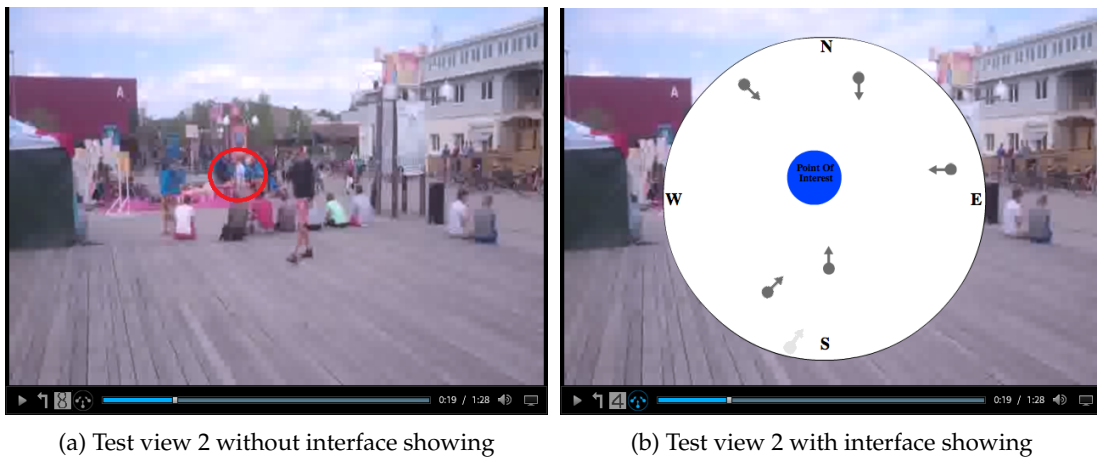 A
8
0:19 / 1:28
(a) Test view 2 without interface showing
A
N
Point Of
Interest
W
E
S
4
0:19 / 1:28
(b) Test view 2 with interface showing